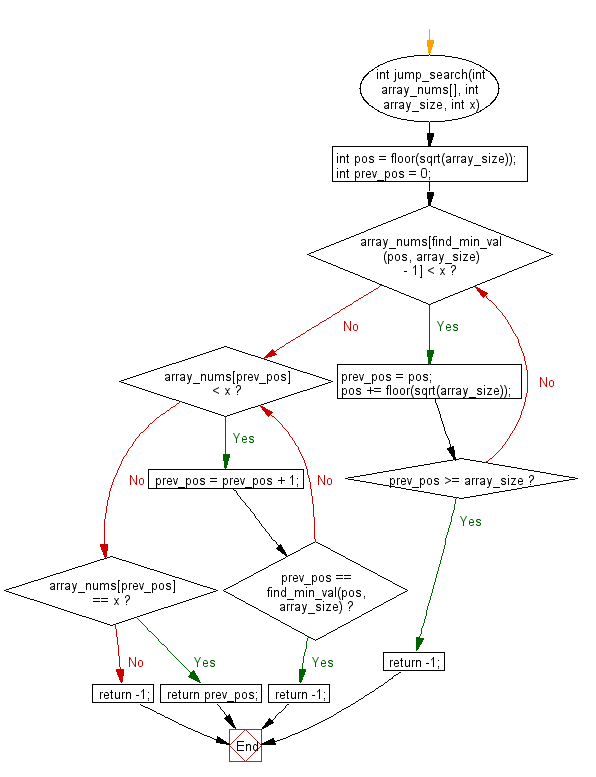 int jump_search(int
array_nums[], int
array_size, int x)
int pos = floor(sqrt(array_size));
int prev_pos = 0;
array_nums[find_min_val
(pos, array_size)
- 1] < x ?
No
Yes
array_nums[prev_pos]
< x ?
prev_pos = pos;
pos += floor(sqrt(array_size));
No
Yes
No
prev_pos = prev_pos + 1;
No
prev_pos >= array_size ?
Yes
array_nums[prev_pos]
== x ?
prev_pos ==
find_min_val(pos,
array_size) ?
No
Yes
Yes
return -1;
return -1;
return prev_pos;
return -1;
End